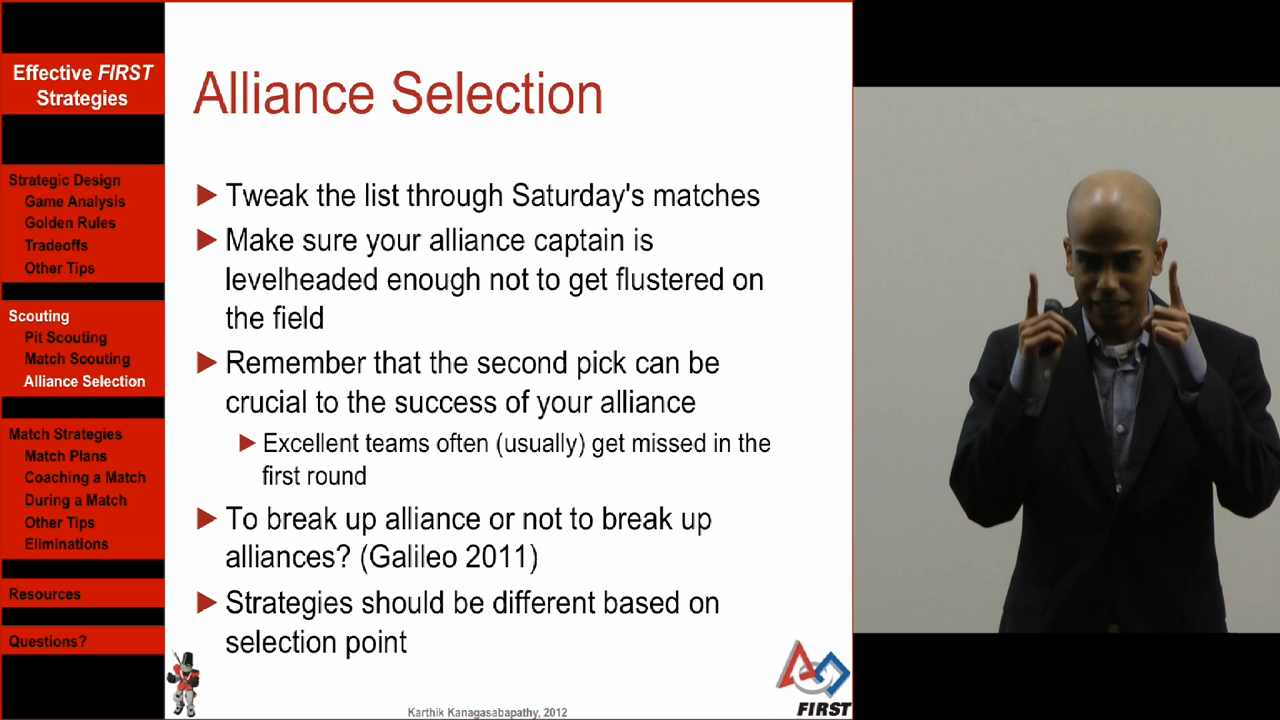 Effective FIRST
Strategies
Strategic Design
Game Analysis
Golden Rules
Tradeoffs
Other Tips
Scouting
Pit Scouting
Match Scouting
Alliance Selection
Match Strategies
Match Plans
Coaching a Match
During a Match
Other Tips
Eliminations
Resources
Questions?
Alliance Selection
Tweak the list through Saturday's matches
Make sure your alliance captain is
levelheaded enough not to get flustered on
the field
Remember that the second pick can be
crucial to the success of your alliance
Excellent teams often (usually) get missed in the
first round
To break up alliance or not to break up
alliances? (Galileo 2011)
Strategies should be different based on
selection point
Karthik Kanagasabapathy, 2012
FIRST